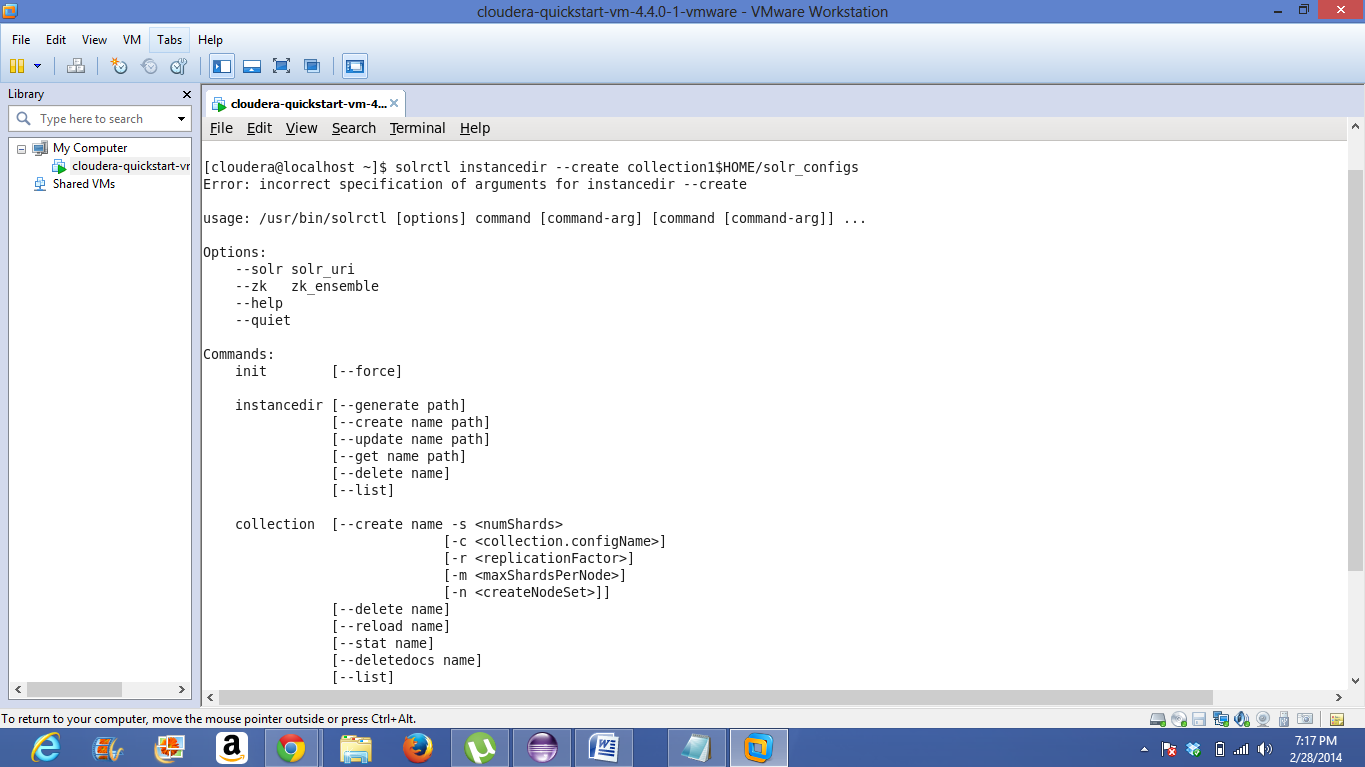 cloudera-quickstart-vm-4.4.0-1-vmware - VMware Workstation
File Edit View VM Tabs Help
Library
Type here to search
My Computer
cloudera-quickstart-vr
Shared VMs
cloudera-quickstart-vm-4...
File Edit View Search Terminal Help
[cloudera@localhost ~]$ solrctl instancedir --create collection1$HOME/solr_configs
Error: incorrect specification of arguments for instancedir --create
usage: /usr/bin/solrctl [options] command [command-arg] [command [command-arg]] ...
Options:
--solr solr_uri
--zk zk_ensemble
--help
--quiet
Commands:
init [--force]
instancedir [--generate path]
[--create name path]
[--update name path]
[--get name path]
[--delete name]
[--list]
collection [--create name -s <numShards>
[-c <collection.configName>]
[-r <replicationFactor>]
[-m <maxShardsPerNode>]
[-n <createNodeSet>]]
[--delete name]
[--reload name]
[--stat name]
[--deletedocs name]
[--list]
To return to your computer, move the mouse pointer outside or press Ctrl+Alt.
7:17 PM
2/28/2014